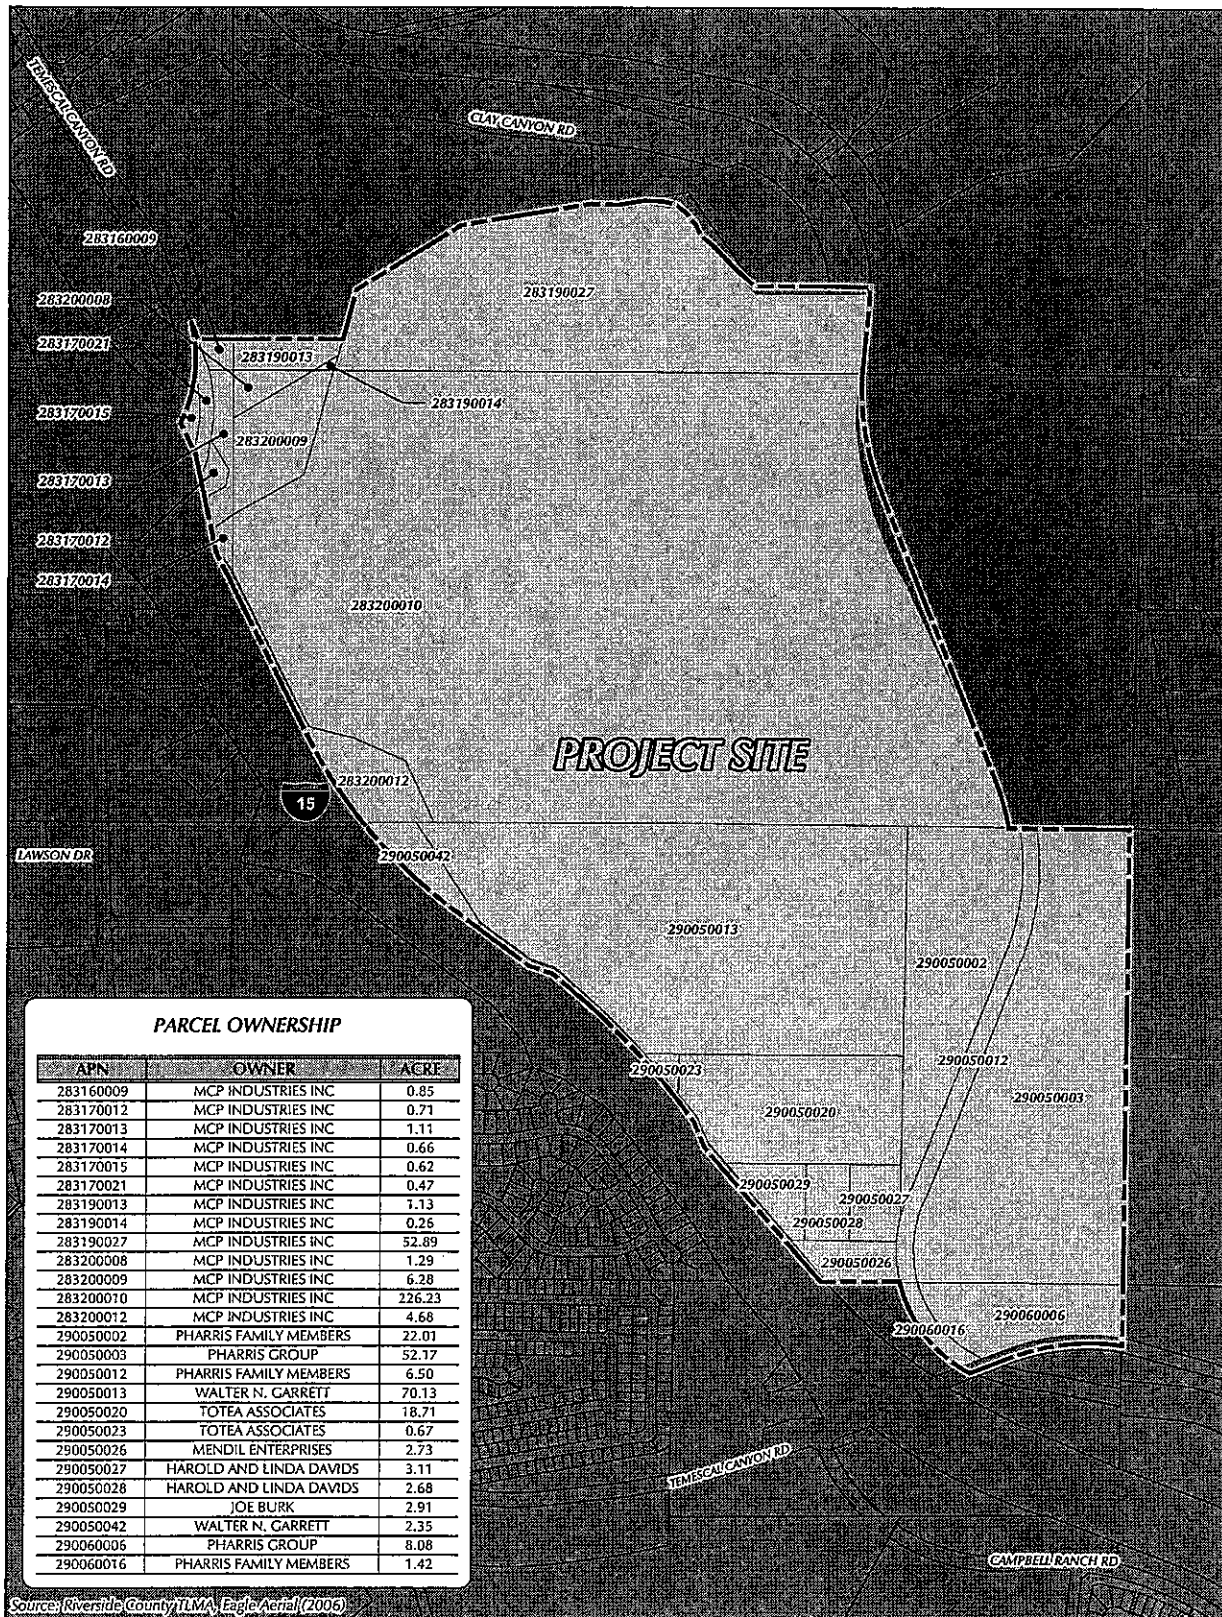 TEMESCAL CANYON RD
CLAY CANYON RD
283160009
283200008
283170021
283170015
283170013
283170012
283170014
283190027
283190013
283190014
283200009
283200010
PROJECT SITE
283200012
15
LAWSON DR
290050042
290050013
290050002
290050023
290050012
290050003
290050020
290050029
290050027
290050028
290050026
290060006
290060016
TEMESCAL CANYON RD
CAMPBELL RANCH RD
PARCEL OWNERSHIP
APN OWNER ACRE
283160009 MCP INDUSTRIES INC 0.85
283170012 MCP INDUSTRIES INC 0.71
283170013 MCP INDUSTRIES INC 1.11
283170014 MCP INDUSTRIES INC 0.66
283170015 MCP INDUSTRIES INC 0.62
283170021 MCP INDUSTRIES INC 0.47
283190013 MCP INDUSTRIES INC 1.13
283190014 MCP INDUSTRIES INC 0.26
283190027 MCP INDUSTRIES INC 52.89
283200008 MCP INDUSTRIES INC 1.29
283200009 MCP INDUSTRIES INC 6.28
283200010 MCP INDUSTRIES INC 226.23
283200012 MCP INDUSTRIES INC 4.68
290050002 PHARRIS FAMILY MEMBERS 22.01
290050003 PHARRIS GROUP 52.17
290050012 PHARRIS FAMILY MEMBERS 6.50
290050013 WALTER N. GARRETT 70.13
290050020 TOTEA ASSOCIATES 18.71
290050023 TOTEA ASSOCIATES 0.67
290050026 MENDIL ENTERPRISES 2.73
290050027 HAROLD AND LINDA DAVIDS 3.11
290050028 HAROLD AND LINDA DAVIDS 2.68
290050029 JOE BURK 2.91
290050042 WALTER N. GARRETT 2.35
290060006 PHARRIS GROUP 8.08
290060016 PHARRIS FAMILY MEMBERS 1.42
Source: Riverside County TLMA, Eagle Aerial (2006)